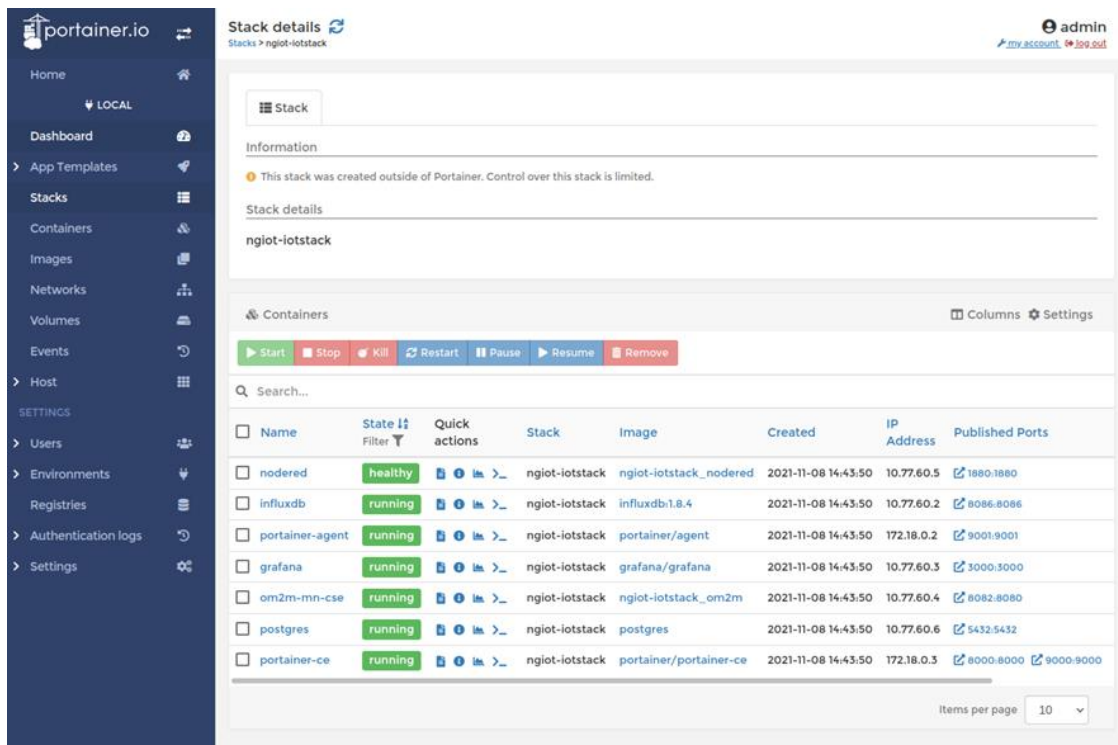 portainer.io
Home
LOCAL
Dashboard
App Templates
Stacks
Containers
Images
Networks
Volumes
Events
Host
SETTINGS
Users
Environments
Registries
Authentication logs
Settings
Stack details
Stacks > ngiot-iotstack
admin
my account log out
Stack
Information
This stack was created outside of Portainer. Control over this stack is limited.
Stack details
ngiot-iotstack
Containers Columns Settings
Start Stop Kill Restart Pause Resume Remove
Search...
Name State Filter Quick actions Stack Image Created IP Address Published Ports
nodered healthy ngiot-iotstack ngiot-iotstack_nodered 2021-11-08 14:43:50 10.77.60.5 1880:1880
influxdb running ngiot-iotstack influxdb:1.8.4 2021-11-08 14:43:50 10.77.60.2 8086:8086
portainer-agent running ngiot-iotstack portainer/agent 2021-11-08 14:43:50 172.18.0.2 9001:9001
grafana running ngiot-iotstack grafana/grafana 2021-11-08 14:43:50 10.77.60.3 3000:3000
om2m-mn-cse running ngiot-iotstack ngiot-iotstack_om2m 2021-11-08 14:43:50 10.77.60.4 8082:8080
postgres running ngiot-iotstack postgres 2021-11-08 14:43:50 10.77.60.6 5432:5432
portainer-ce running ngiot-iotstack portainer/portainer-ce 2021-11-08 14:43:50 172.18.0.3 8000:8000 9000:9000
Items per page 10